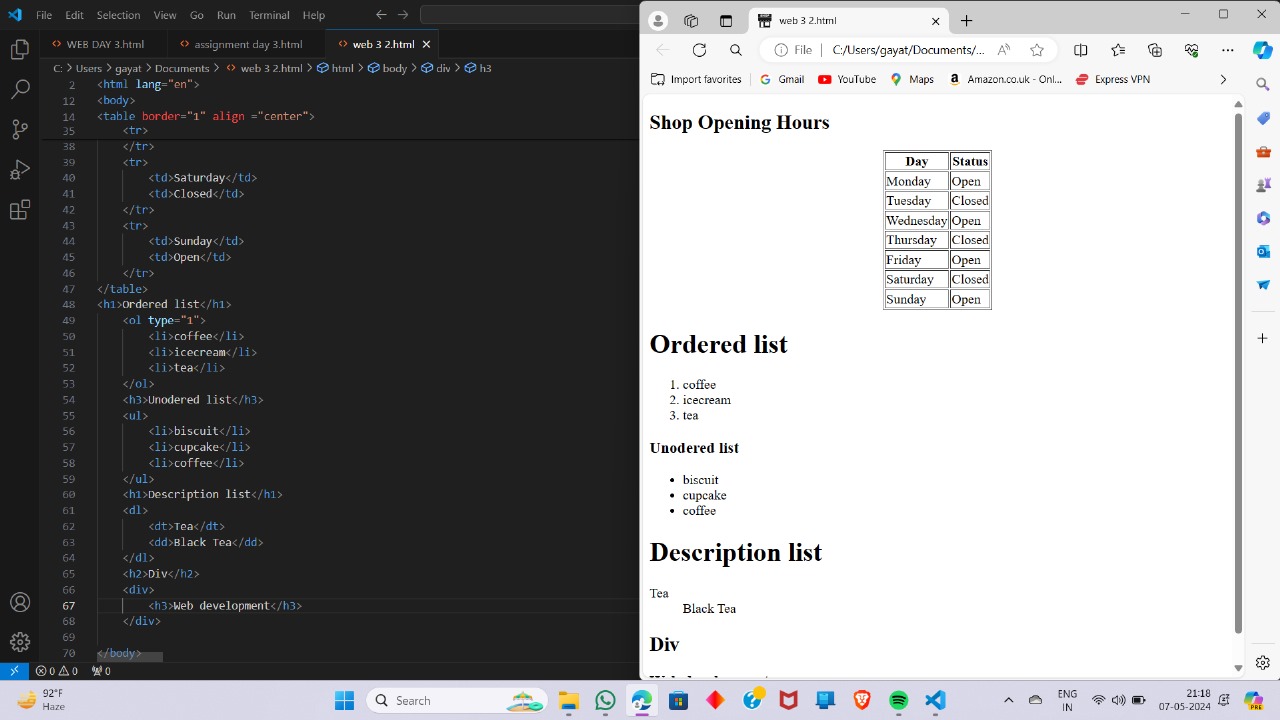 File Edit Selection View Go Run Terminal Help
WEB DAY 3.html assignment day 3.html web 3 2.html
C: > Users > gayat > Documents > web 3 2.html > html > body > div > h3
2 <html lang="en">
12 <body>
14 <table border="1" align ="center">
35 <tr>
38 </tr>
39 <tr>
40 <td>Saturday</td>
41 <td>Closed</td>
42 </tr>
43 <tr>
44 <td>Sunday</td>
45 <td>Open</td>
46 </tr>
47 </table>
48 <h1>Ordered list</h1>
49 <ol type="1">
50 <li>coffee</li>
51 <li>icecream</li>
52 <li>tea</li>
53 </ol>
54 <h3>Unodered list</h3>
55 <ul>
56 <li>biscuit</li>
57 <li>cupcake</li>
58 <li>coffee</li>
59 </ul>
60 <h1>Description list</h1>
61 <dl>
62 <dt>Tea</dt>
63 <dd>Black Tea</dd>
64 </dl>
65 <h2>Div</h2>
66 <div>
67 <h3>Web development</h3>
68 </div>
69
70 </body>
0 0 0
web 3 2.html
File C:/Users/gayat/Documents/...
Import favorites Gmail YouTube Maps Amazon.co.uk - Onl... Express VPN
Shop Opening Hours
Day Status
Monday Open
Tuesday Closed
Wednesday Open
Thursday Closed
Friday Open
Saturday Closed
Sunday Open
Ordered list
1. coffee
2. icecream
3. tea
Unodered list
• biscuit
• cupcake
• coffee
Description list
Tea
Black Tea
Div
92°F
Haze
Search
ENG
IN
21:18
07-05-2024